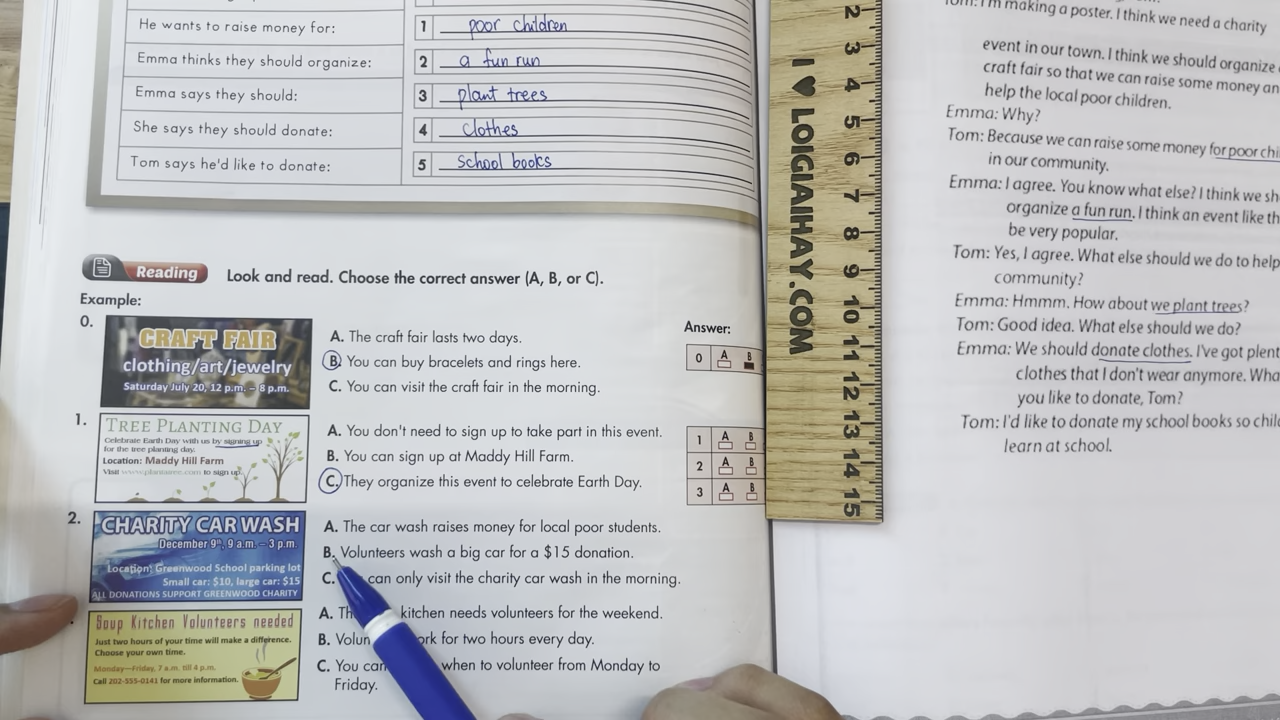 He wants to raise money for:
1 poor children
Emma thinks they should organize:
2 a fun run
Emma says they should:
3 plant trees
She says they should donate:
4 clothes
Tom says he'd like to donate:
5 school books
Reading Look and read. Choose the correct answer (A, B, or C).
Example:
0.
CRAFT FAIR
clothing/art/jewelry
Saturday July 20, 12 p.m. – 8 p.m.
A. The craft fair lasts two days.
B. You can buy bracelets and rings here.
C. You can visit the craft fair in the morning.
Answer:
0 A B
1.
TREE PLANTING DAY
Celebrate Earth Day with us by signing up
for the tree planting day.
Location: Maddy Hill Farm
Visit to sign up.
A. You don't need to sign up to take part in this event.
B. You can sign up at Maddy Hill Farm.
C. They organize this event to celebrate Earth Day.
1 A B
2 A B
3 A B
2.
CHARITY CAR WASH
December 9th, 9 a.m. – 3 p.m.
Location: Greenwood School parking lot
Small car: $10, large car: $15
ALL DONATIONS SUPPORT GREENWOOD CHARITY
A. The car wash raises money for local poor students.
B. Volunteers wash a big car for a $15 donation.
C. can only visit the charity car wash in the morning.
Soup Kitchen Volunteers needed
Just two hours of your time will make a difference.
Choose your own time.
Monday—Friday, 7 a.m. till 4 p.m.
Call 202-555-0141 for more information.
A. kitchen needs volunteers for the weekend.
B. for two hours every day.
C. You can when to volunteer from Monday to
Friday.
I ♥ LOIGIAIHAY.COM
2 3 4 5 6 7 8 9 10 11 12 13 14 15
Tom: I'm making a poster. I think we need a charity
event in our town. I think we should organize
craft fair so that we can raise some money
help the local poor children.
Emma: Why?
Tom: Because we can raise some money for poor
in our community.
Emma: I agree. You know what else? I think we
organize a fun run. I think an event like
be very popular.
Tom: Yes, I agree. What else should we do to help
community?
Emma: Hmmm. How about we plant trees?
Tom: Good idea. What else should we do?
Emma: We should donate clothes. I've got
clothes that I don't wear anymore.
you like to donate, Tom?
Tom: I'd like to donate my school books so
learn at school.